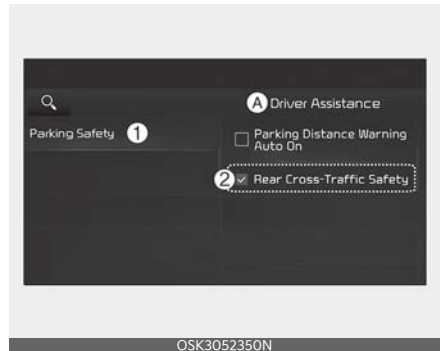 A Driver Assistance
Parking Safety 1
Parking Distance Warning
Auto On
2 Rear Cross-Traffic Safety
OSK3052350N